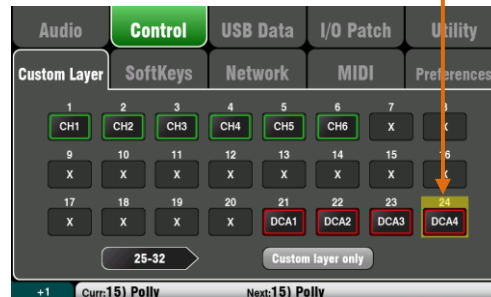 Audio Control USB Data I/O Patch Utility
Custom Layer SoftKeys Network MIDI Preferences
1 2 3 4 5 6 7 8
CH1 CH2 CH3 CH4 CH5 CH6 X X
9 10 11 12 13 14 15 16
X X X X X X X X
17 18 19 20 21 22 23 24
X X X X DCA1 DCA2 DCA3 DCA4
25-32 Custom layer only
+1 Curr:15) Polly Next:15) Polly